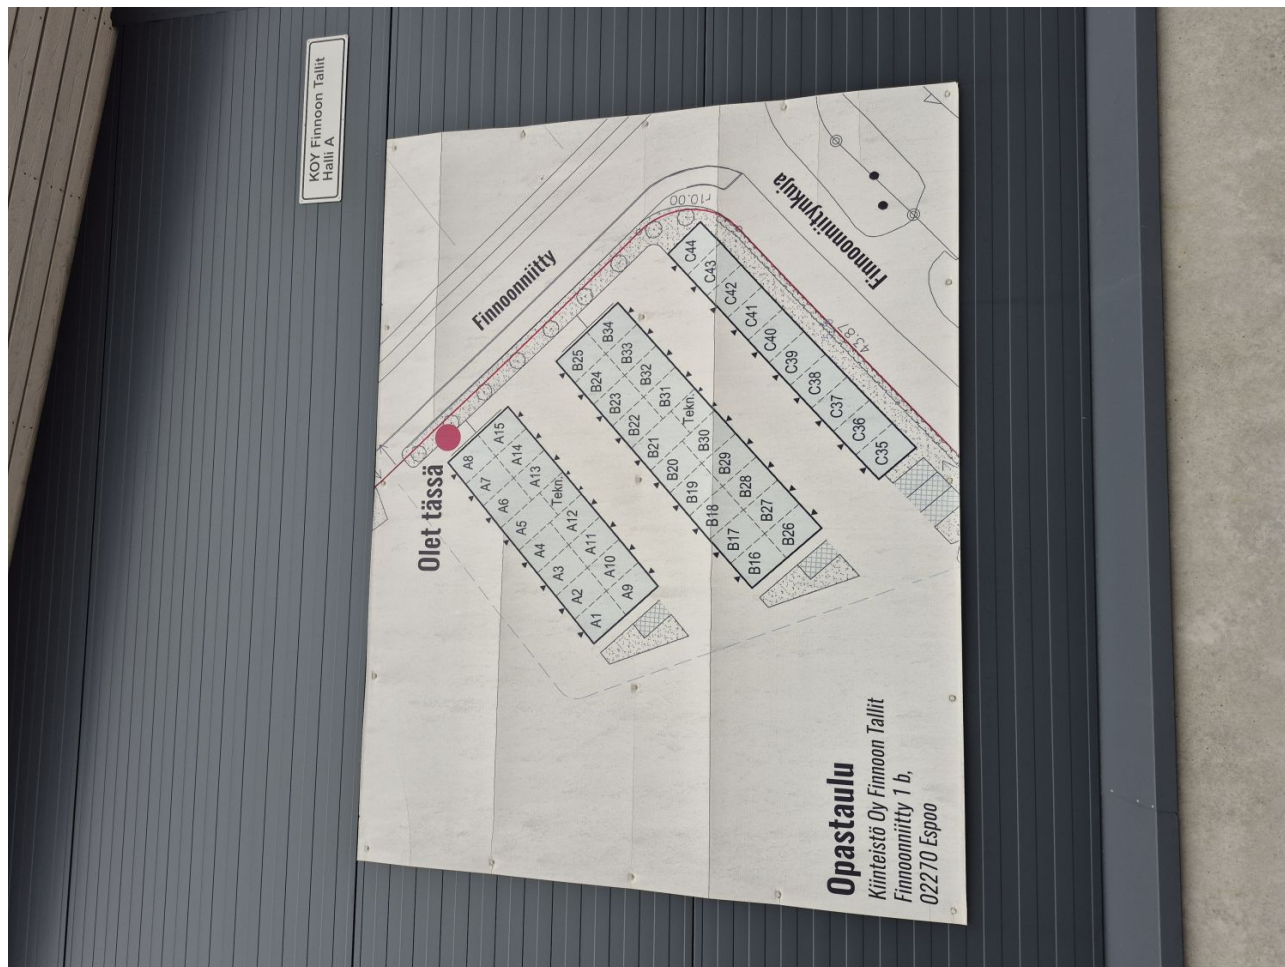 KOY Finnoon Tallit
Halli A
Finnoonniitty
Finnoonniitynkuja
r10.00
43.87
Olet tässä
A8
A7
A6
A5
A4
A3
A2
A1
A15
A14
A13
Tekn.
A12
A11
A10
A9
B25
B24
B23
B22
B21
B20
B19
B18
B17
B16
B34
B33
B32
B31
Tekn.
B30
B29
B28
B27
B26
C44
C43
C42
C41
C40
C39
C38
C37
C36
C35
Opastaulu
Kiinteistö Oy Finnoon Tallit
Finnoonniitty 1 b,
02270 Espoo